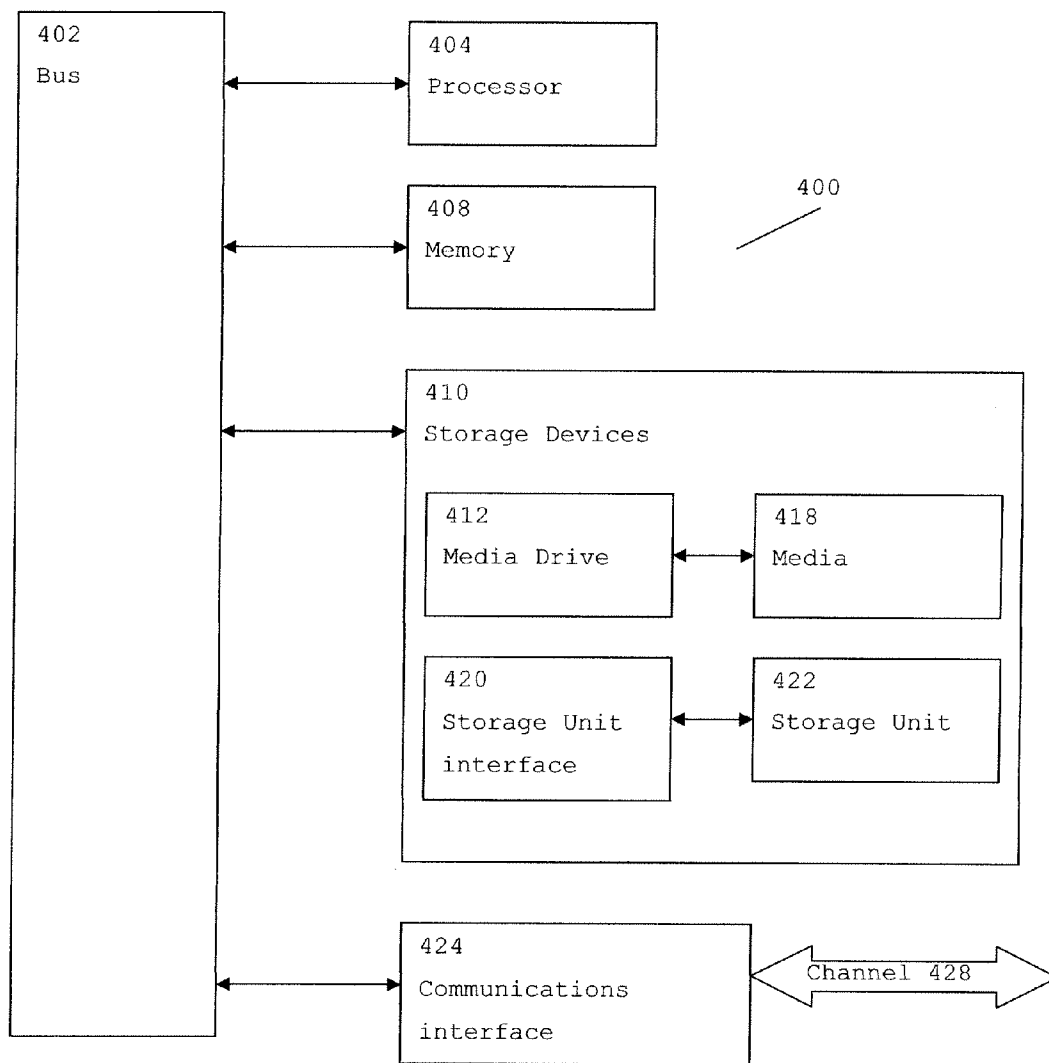 402
Bus
404
Processor
400
408
Memory
410
Storage Devices
412
Media Drive
418
Media
420
Storage Unit
interface
422
Storage Unit
424
Communications
interface
Channel 428